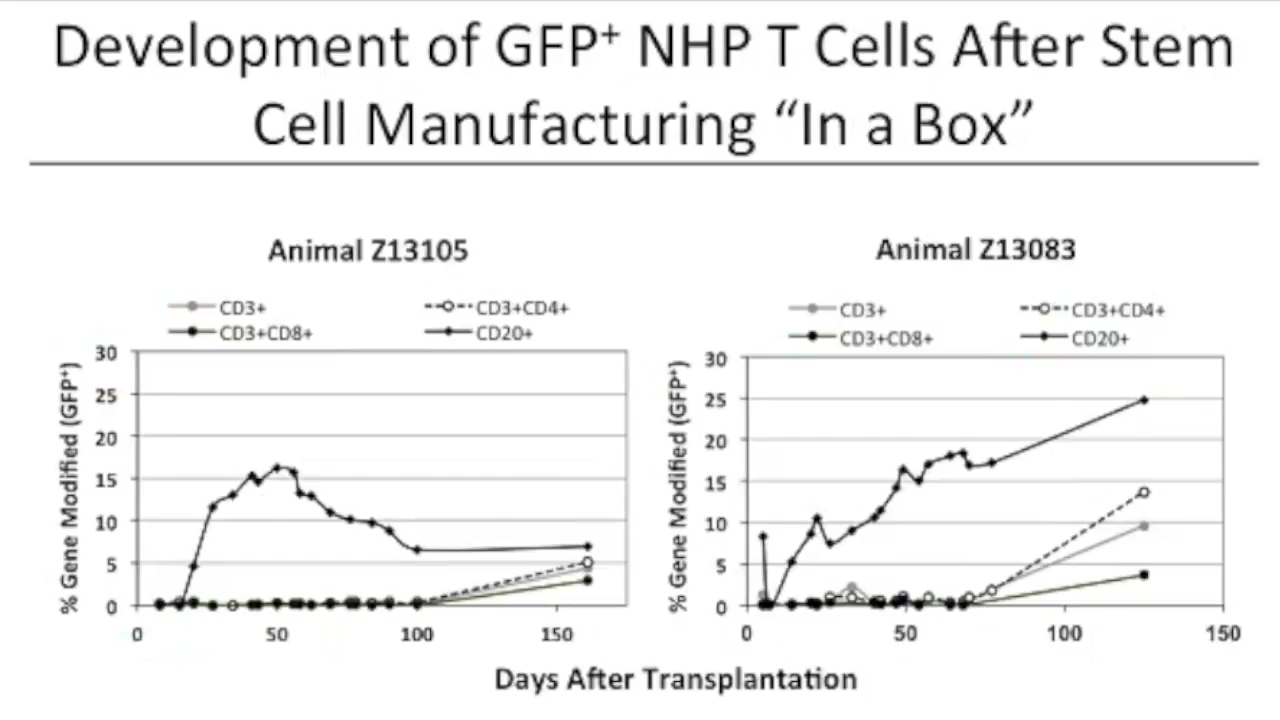 Development of GFP⁺ NHP T Cells After Stem
Cell Manufacturing “In a Box”
Animal Z13105
CD3+
CD3+CD4+
CD3+CD8+
CD20+
% Gene Modified (GFP⁺)
30
25
20
15
10
5
0
0 50 100 150
Animal Z13083
CD3+
CD3+CD4+
CD3+CD8+
CD20+
% Gene Modified (GFP⁺)
30
25
20
15
10
5
0
0 50 100 150
Days After Transplantation